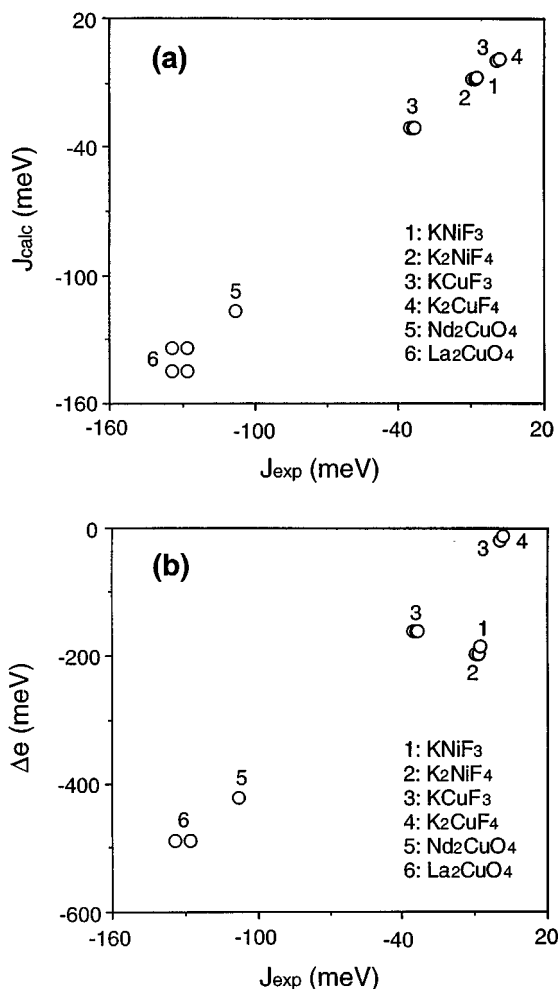 20
(a)
3
4
2
1
3
-40
Jcalc (meV)
-100
5
6
1: KNiF3
2: K2NiF4
3: KCuF3
4: K2CuF4
5: Nd2CuO4
6: La2CuO4
-160
-160
-100
-40
20
Jexp (meV)
0
(b)
3
4
3
1
2
-200
Δe (meV)
-400
5
6
1: KNiF3
2: K2NiF4
3: KCuF3
4: K2CuF4
5: Nd2CuO4
6: La2CuO4
-600
-160
-100
-40
20
Jexp (meV)